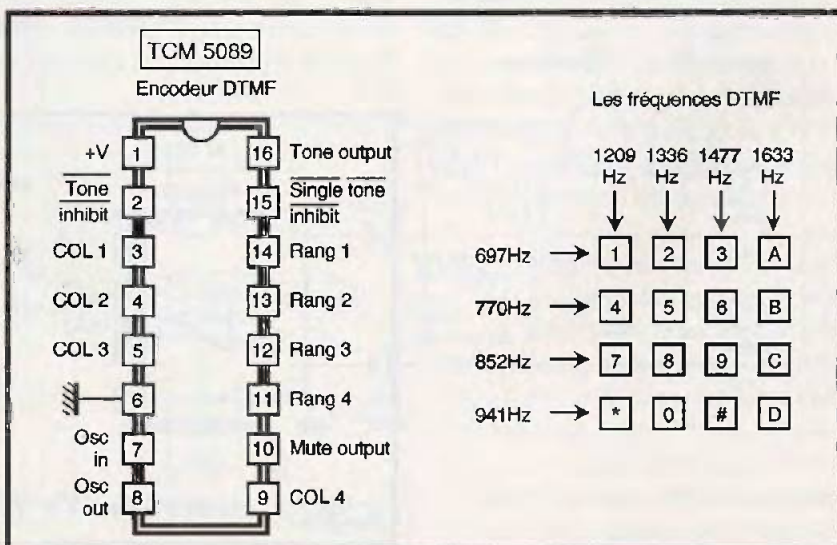 TCM 5089
Encodeur DTMF
+V 1 16 Tone output
Tone inhibit 2 15 Single tone inhibit
COL 1 3 14 Rang 1
COL 2 4 13 Rang 2
COL 3 5 12 Rang 3
6 11 Rang 4
Osc in 7 10 Mute output
Osc out 8 9 COL 4
Les fréquences DTMF
1209 Hz 1336 Hz 1477 Hz 1633 Hz
697Hz 1 2 3 A
770Hz 4 5 6 B
852Hz 7 8 9 C
941Hz * 0 # D